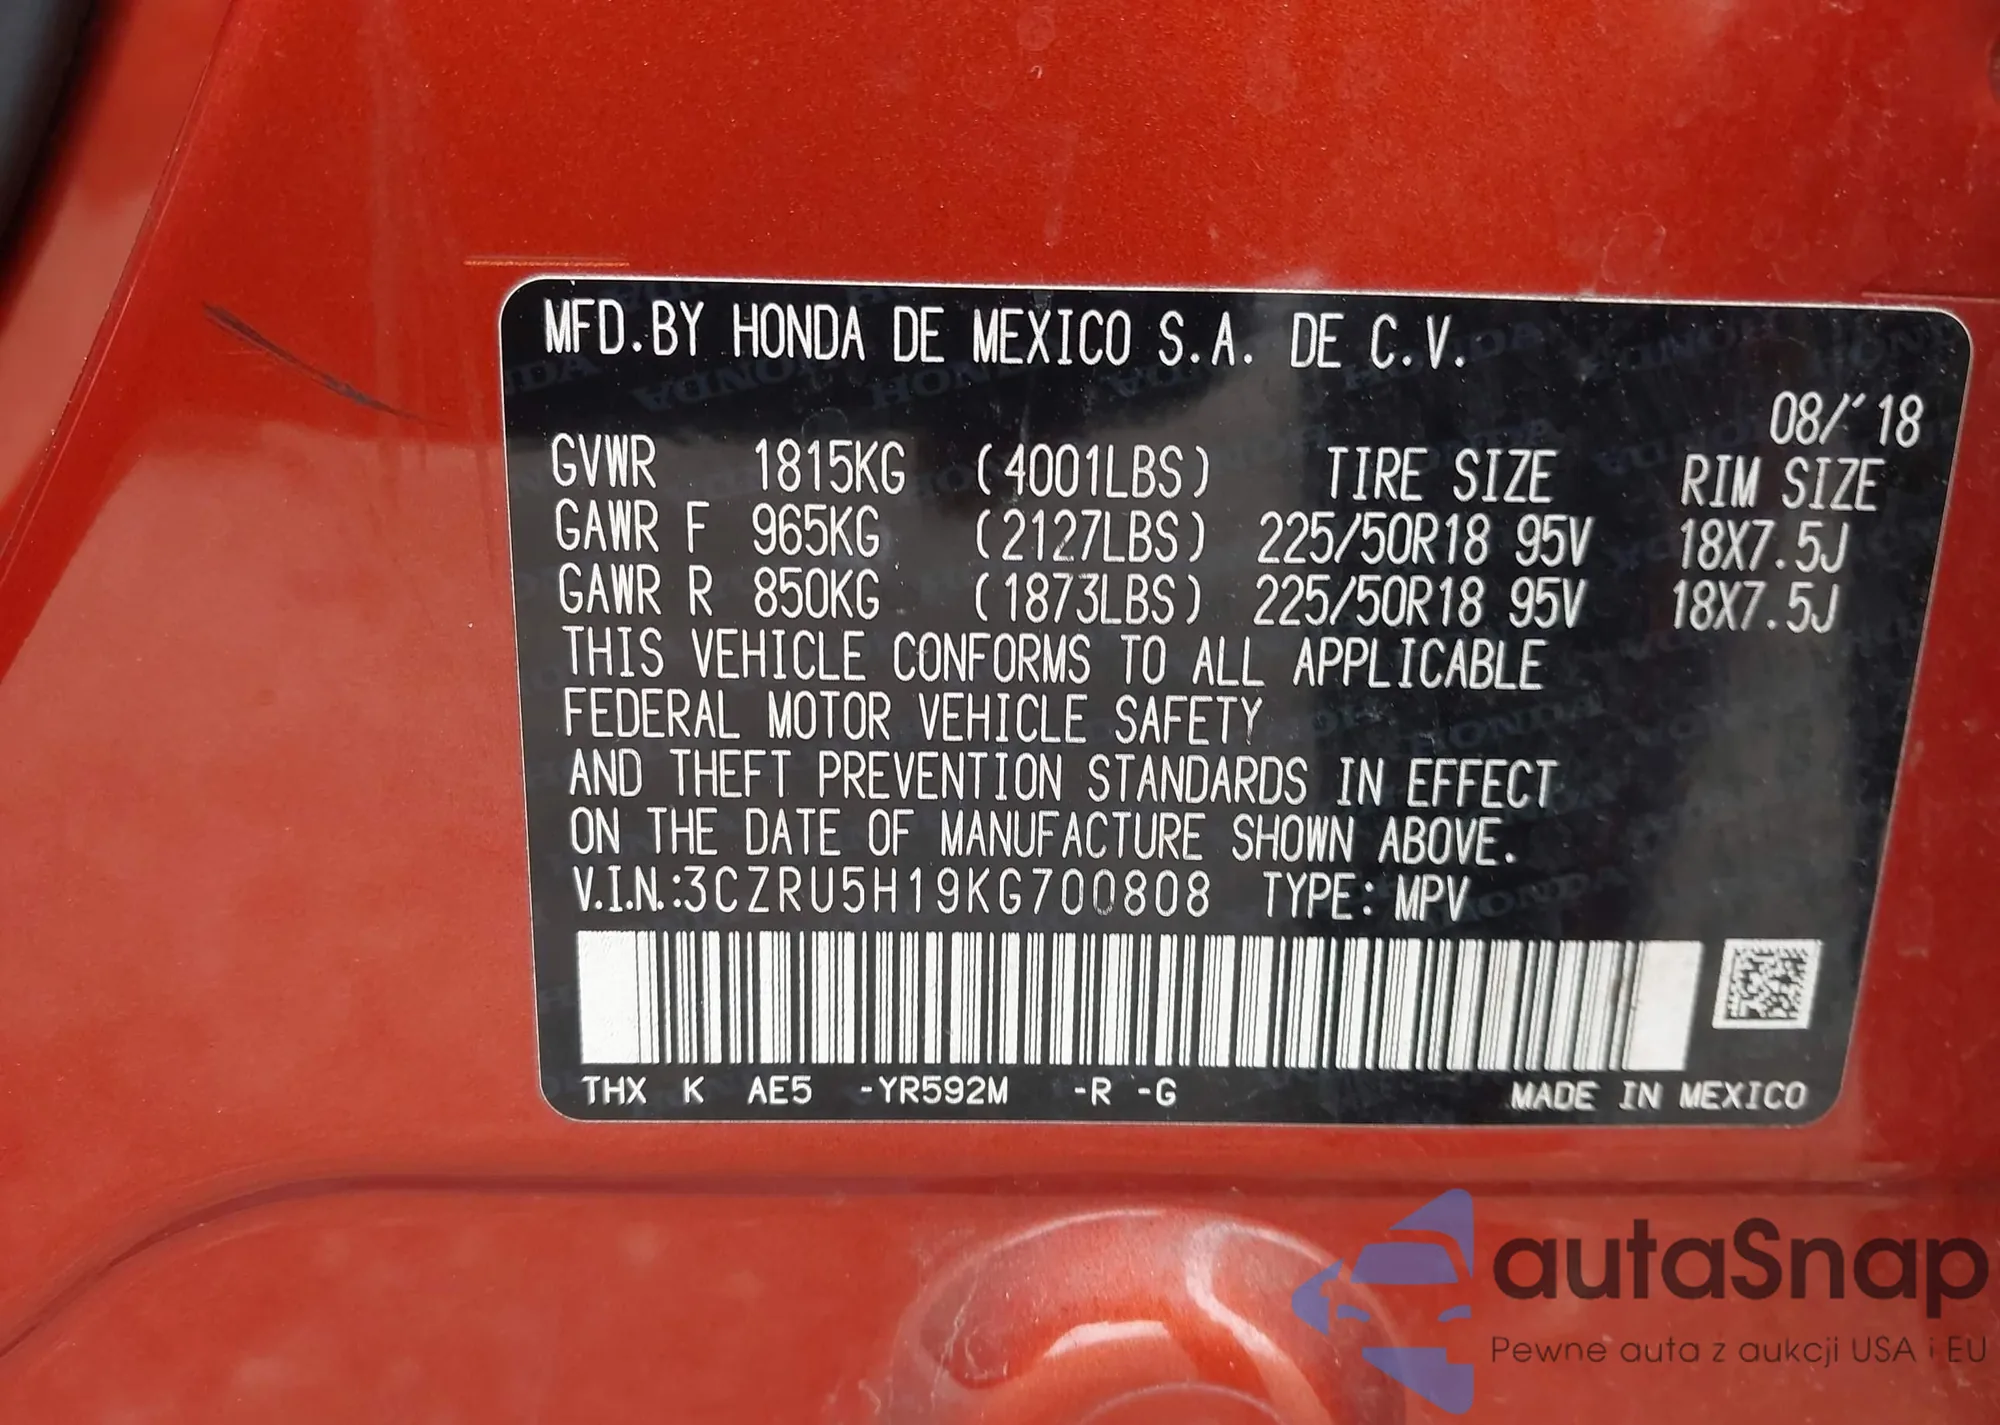 MFD.BY HONDA DE MEXICO S.A. DE C.V.
08/'18
GVWR 1815KG (4001LBS) TIRE SIZE RIM SIZE
GAWR F 965KG (2127LBS) 225/50R18 95V 18X7.5J
GAWR R 850KG (1873LBS) 225/50R18 95V 18X7.5J
THIS VEHICLE CONFORMS TO ALL APPLICABLE
FEDERAL MOTOR VEHICLE SAFETY
AND THEFT PREVENTION STANDARDS IN EFFECT
ON THE DATE OF MANUFACTURE SHOWN ABOVE.
V.I.N.:3CZRU5H19KG700808 TYPE: MPV
THX K AE5 -YR592M -R -G MADE IN MEXICO
autaSnap
Pewne auta z aukcji USA i EU